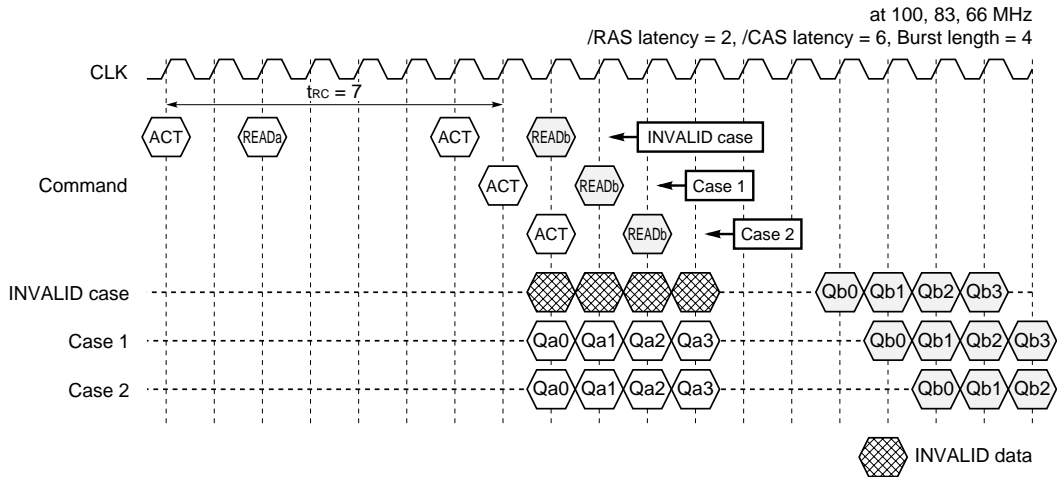 at 100, 83, 66 MHz
/RAS latency = 2, /CAS latency = 6, Burst length = 4
CLK
tRC = 7
ACT READa ACT READb INVALID case
Command ACT READb Case 1
ACT READb Case 2
INVALID case Qb0 Qb1 Qb2 Qb3
Case 1 Qa0 Qa1 Qa2 Qa3 Qb0 Qb1 Qb2 Qb3
Case 2 Qa0 Qa1 Qa2 Qa3 Qb0 Qb1 Qb2
INVALID data